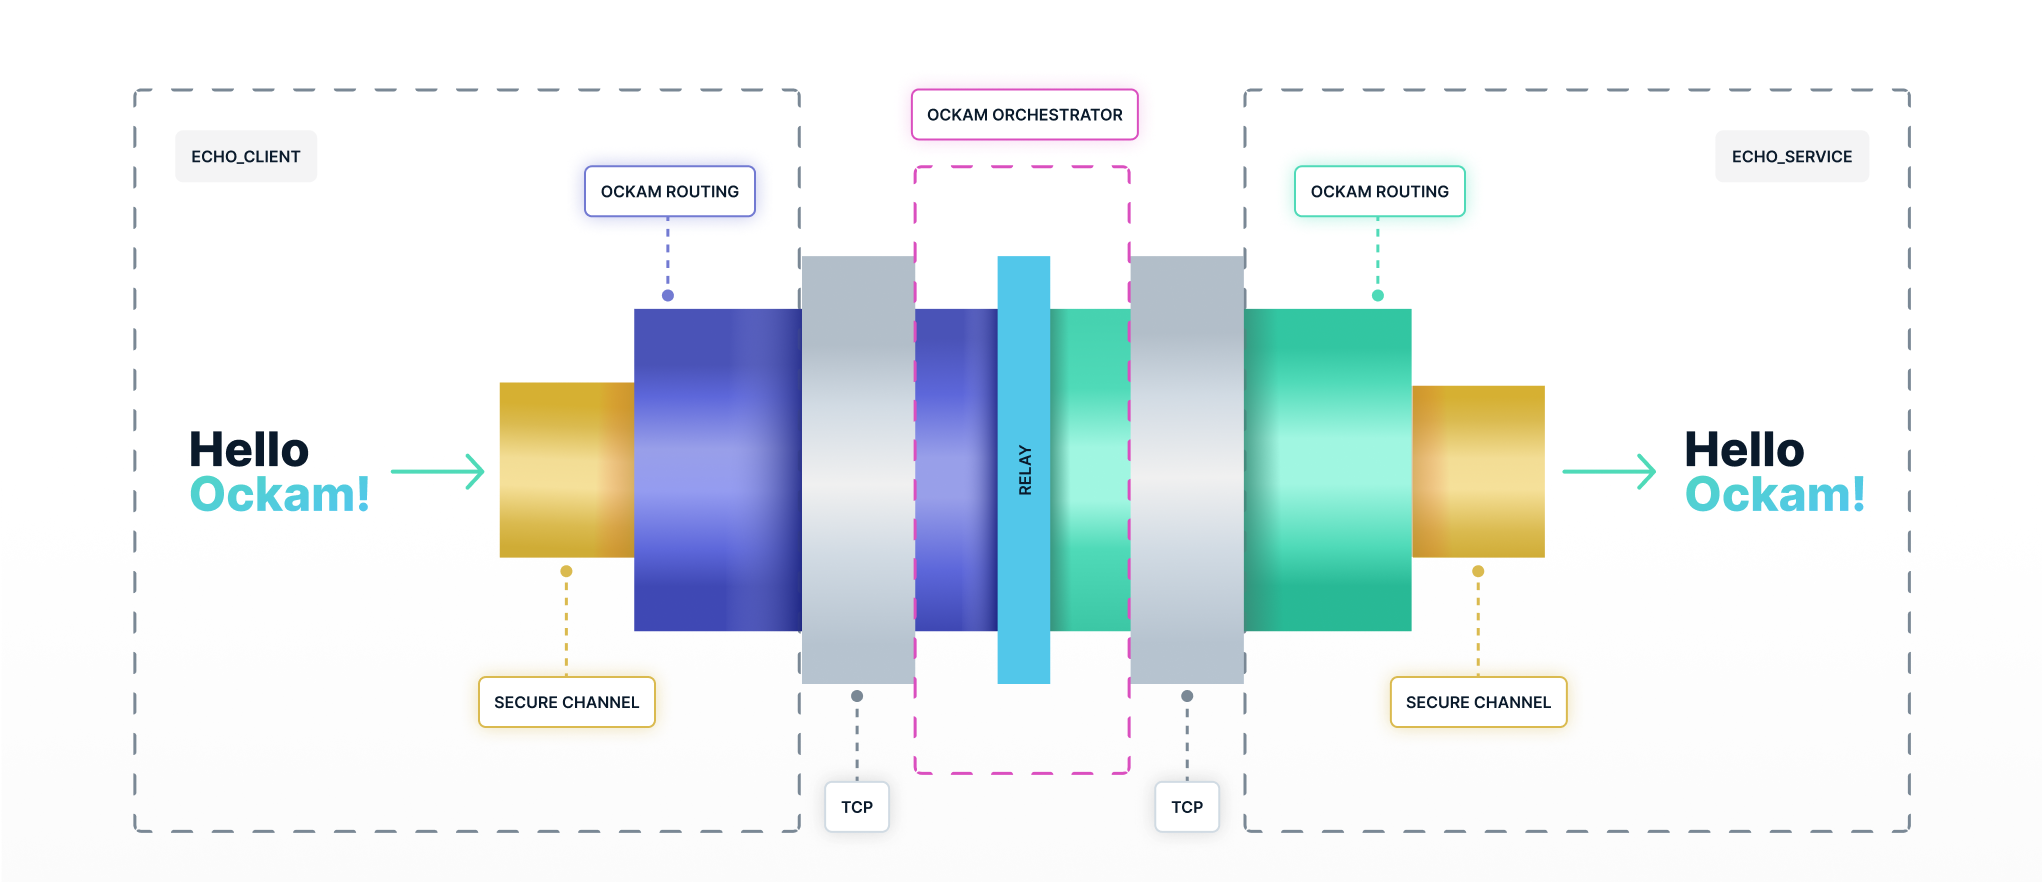 OCKAM ORCHESTRATOR
ECHO_CLIENT
ECHO_SERVICE
OCKAM ROUTING
OCKAM ROUTING
Hello
Ockam!
RELAY
Hello
Ockam!
SECURE CHANNEL
SECURE CHANNEL
TCP
TCP